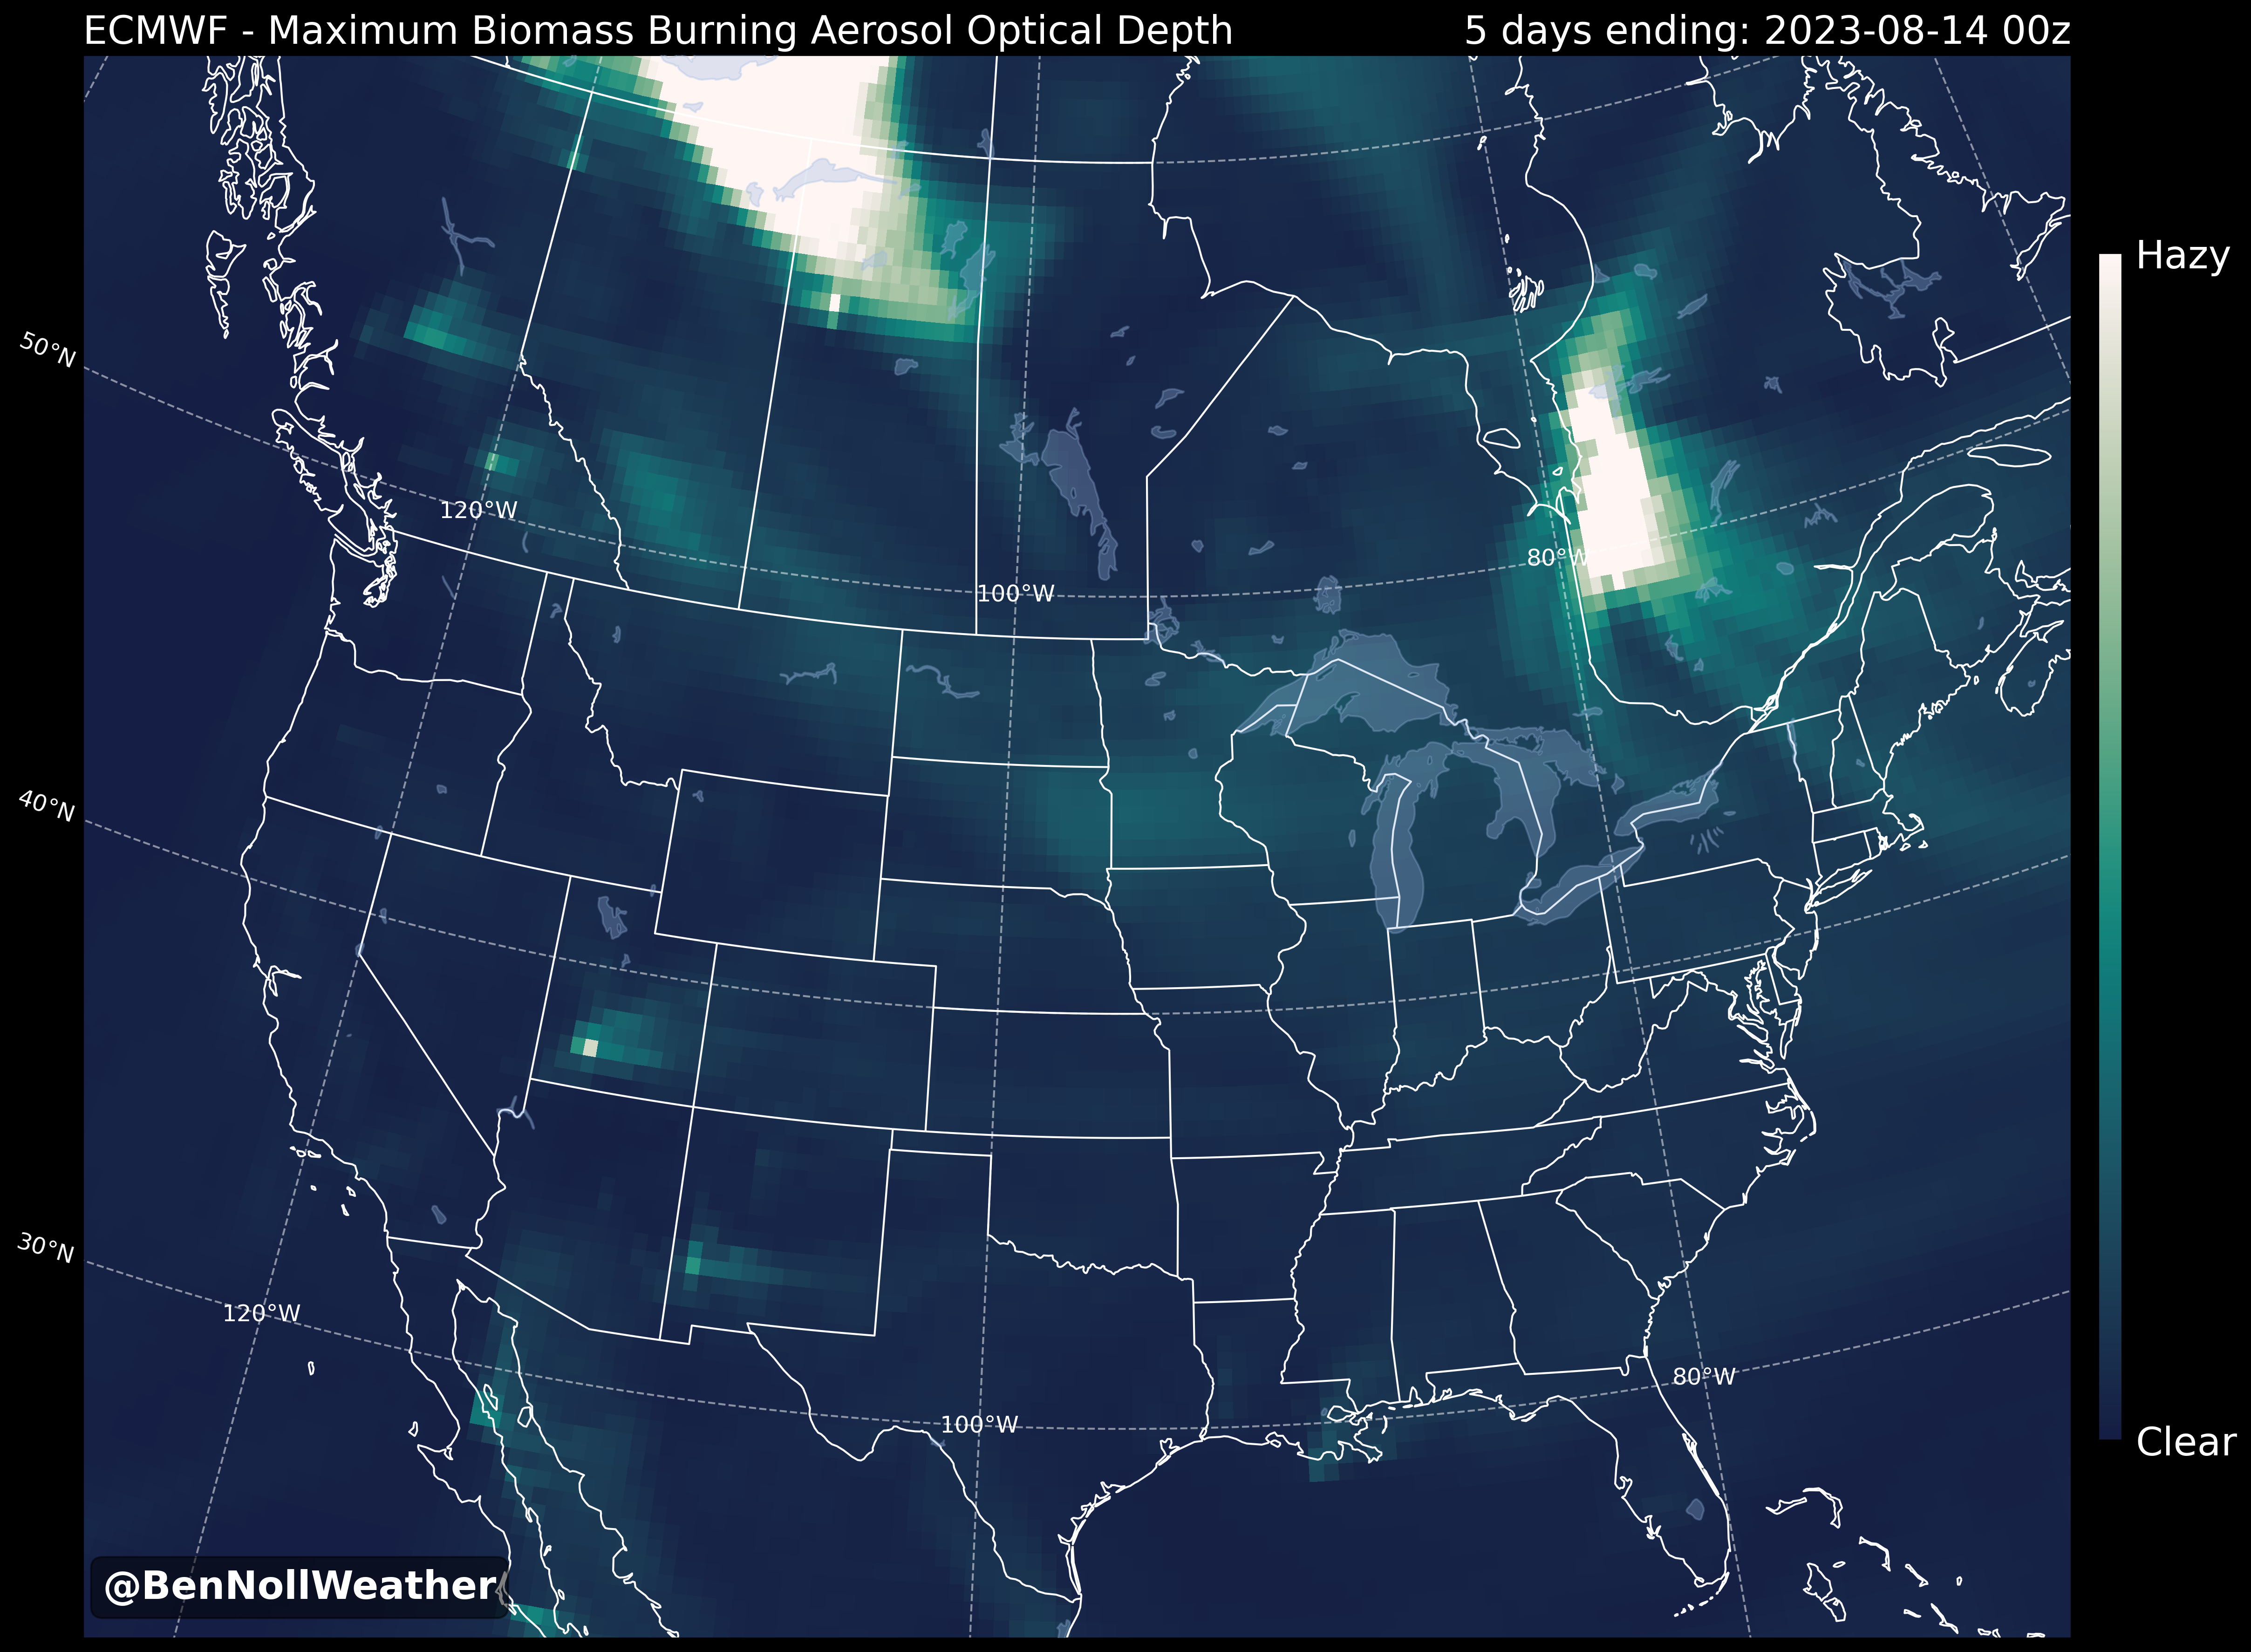 ECMWF - Maximum Biomass Burning Aerosol Optical Depth
5 days ending: 2023-08-14 00z
Hazy
50°N
120°W
80°W
100°W
40°N
30°N
120°W
80°W
100°W
Clear
@BenNollWeather